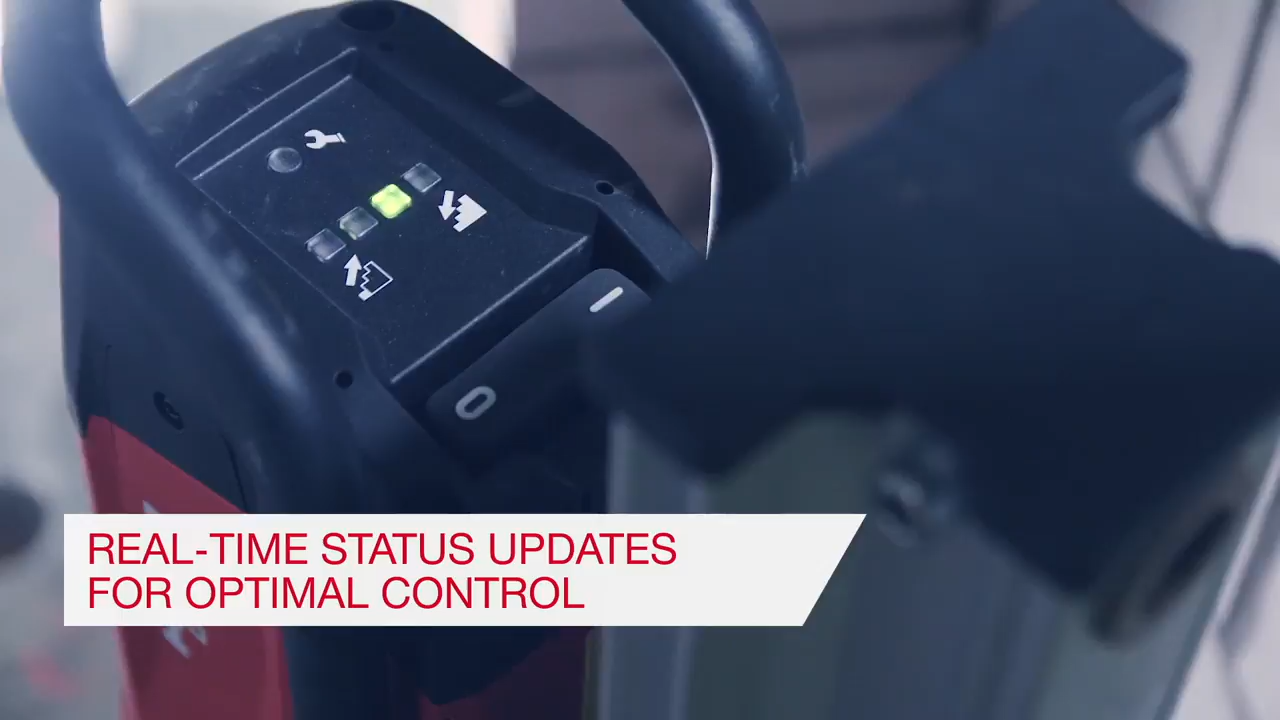 I
O
REAL-TIME STATUS UPDATES
FOR OPTIMAL CONTROL